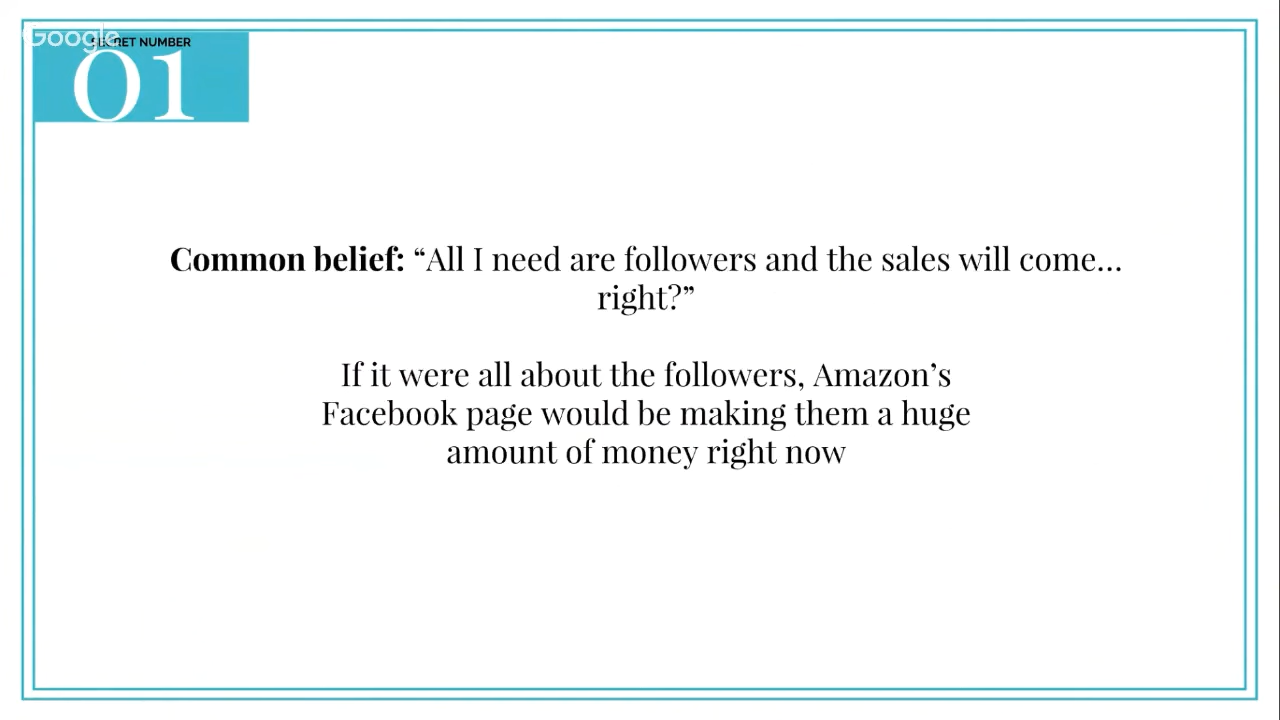 Google
SECRET NUMBER
01
Common belief: “All I need are followers and the sales will come…
right?”
If it were all about the followers, Amazon’s
Facebook page would be making them a huge
amount of money right now